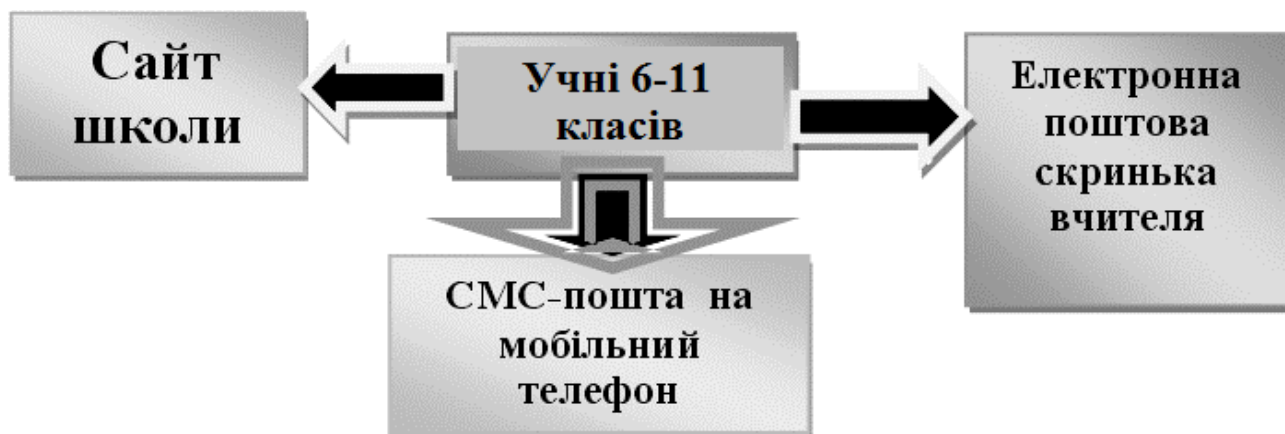 Сайт
школи
Учні 6-11
класів
Електронна
поштова
скринька
вчителя
СМС-пошта на
мобільний
телефон